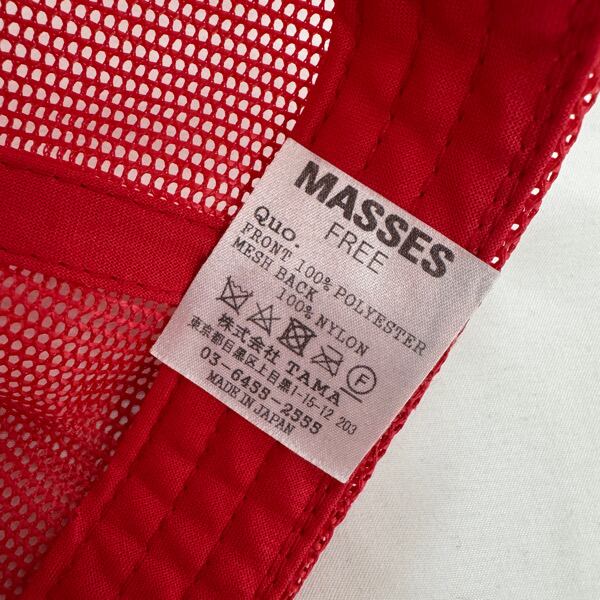 MASSES
FREE
Quo.
FRONT 100% POLYESTER
MESH BACK
100% NYLON
F
株式会社 TAMA
東京都目黒区上目黒1-15-12 203
03-6455-2555
MADE IN JAPAN